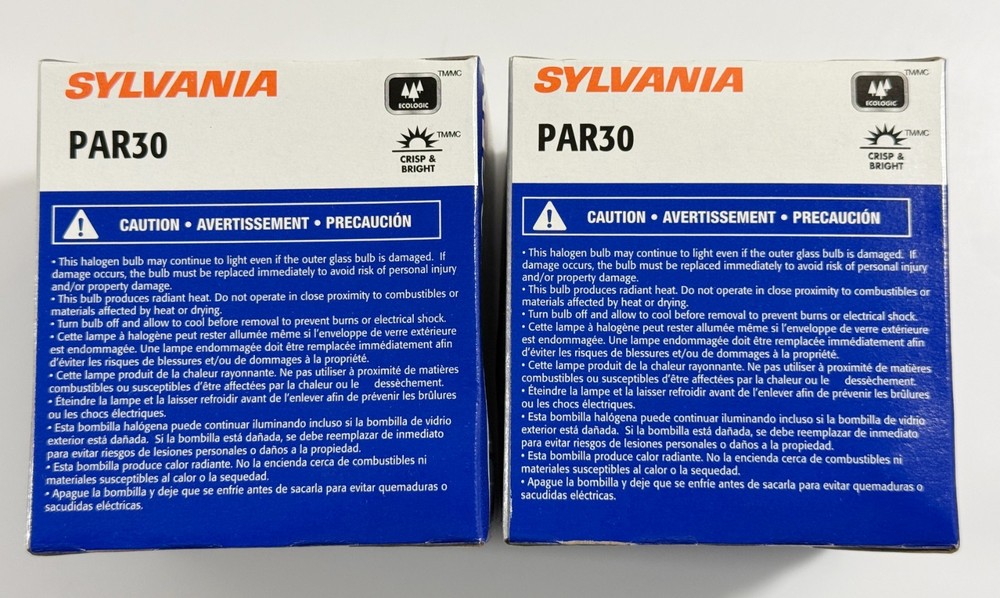 SYLVANIA
TM/MC
ECOLOGIC
PAR30
TM/MC
CRISP &
BRIGHT
CAUTION • AVERTISSEMENT • PRECAUCIÓN
• This halogen bulb may continue to light even if the outer glass bulb is damaged. If
damage occurs, the bulb must be replaced immediately to avoid risk of personal injury
and/or property damage.
• This bulb produces radiant heat. Do not operate in close proximity to combustibles or
materials affected by heat or drying.
• Turn bulb off and allow to cool before removal to prevent burns or electrical shock.
• Cette lampe à halogène peut rester allumée même si l'enveloppe de verre extérieure
est endommagée. Une lampe endommagée doit être remplacée immédiatement afin
d'éviter les risques de blessures et/ou de dommages à la propriété.
• Cette lampe produit de la chaleur rayonnante. Ne pas utiliser à proximité de matières
combustibles ou susceptibles d'être affectées par la chaleur ou le dessèchement.
• Éteindre la lampe et la laisser refroidir avant de l'enlever afin de prévenir les brûlures
ou les chocs électriques.
• Esta bombilla halógena puede continuar iluminando incluso si la bombilla de vidrio
exterior está dañada. Si la bombilla está dañada, se debe reemplazar de inmediato
para evitar riesgos de lesiones personales o daños a la propiedad.
• Esta bombilla produce calor radiante. No la encienda cerca de combustibles ni
materiales susceptibles al calor o la sequedad.
• Apague la bombilla y deje que se enfríe antes de sacarla para evitar quemaduras o
sacudidas eléctricas.
SYLVANIA
TM/MC
ECOLOGIC
PAR30
TM/MC
CRISP &
BRIGHT
CAUTION • AVERTISSEMENT • PRECAUCIÓN
• This halogen bulb may continue to light even if the outer glass bulb is damaged. If
damage occurs, the bulb must be replaced immediately to avoid risk of personal injury
and/or property damage.
• This bulb produces radiant heat. Do not operate in close proximity to combustibles or
materials affected by heat or drying.
• Turn bulb off and allow to cool before removal to prevent burns or electrical shock.
• Cette lampe à halogène peut rester allumée même si l'enveloppe de verre extérieure
est endommagée. Une lampe endommagée doit être remplacée immédiatement afin
d'éviter les risques de blessures et/ou de dommages à la propriété.
• Cette lampe produit de la chaleur rayonnante. Ne pas utiliser à proximité de matières
combustibles ou susceptibles d'être affectées par la chaleur ou le dessèchement.
• Éteindre la lampe et la laisser refroidir avant de l'enlever afin de prévenir les brûlures
ou les chocs électriques.
• Esta bombilla halógena puede continuar iluminando incluso si la bombilla de vidrio
exterior está dañada. Si la bombilla está dañada, se debe reemplazar de inmediato
para evitar riesgos de lesiones personales o daños a la propiedad.
• Esta bombilla produce calor radiante. No la encienda cerca de combustibles ni
materiales susceptibles al calor o la sequedad.
• Apague la bombilla y deje que se enfríe antes de sacarla para evitar quemaduras o
sacudidas eléctricas.